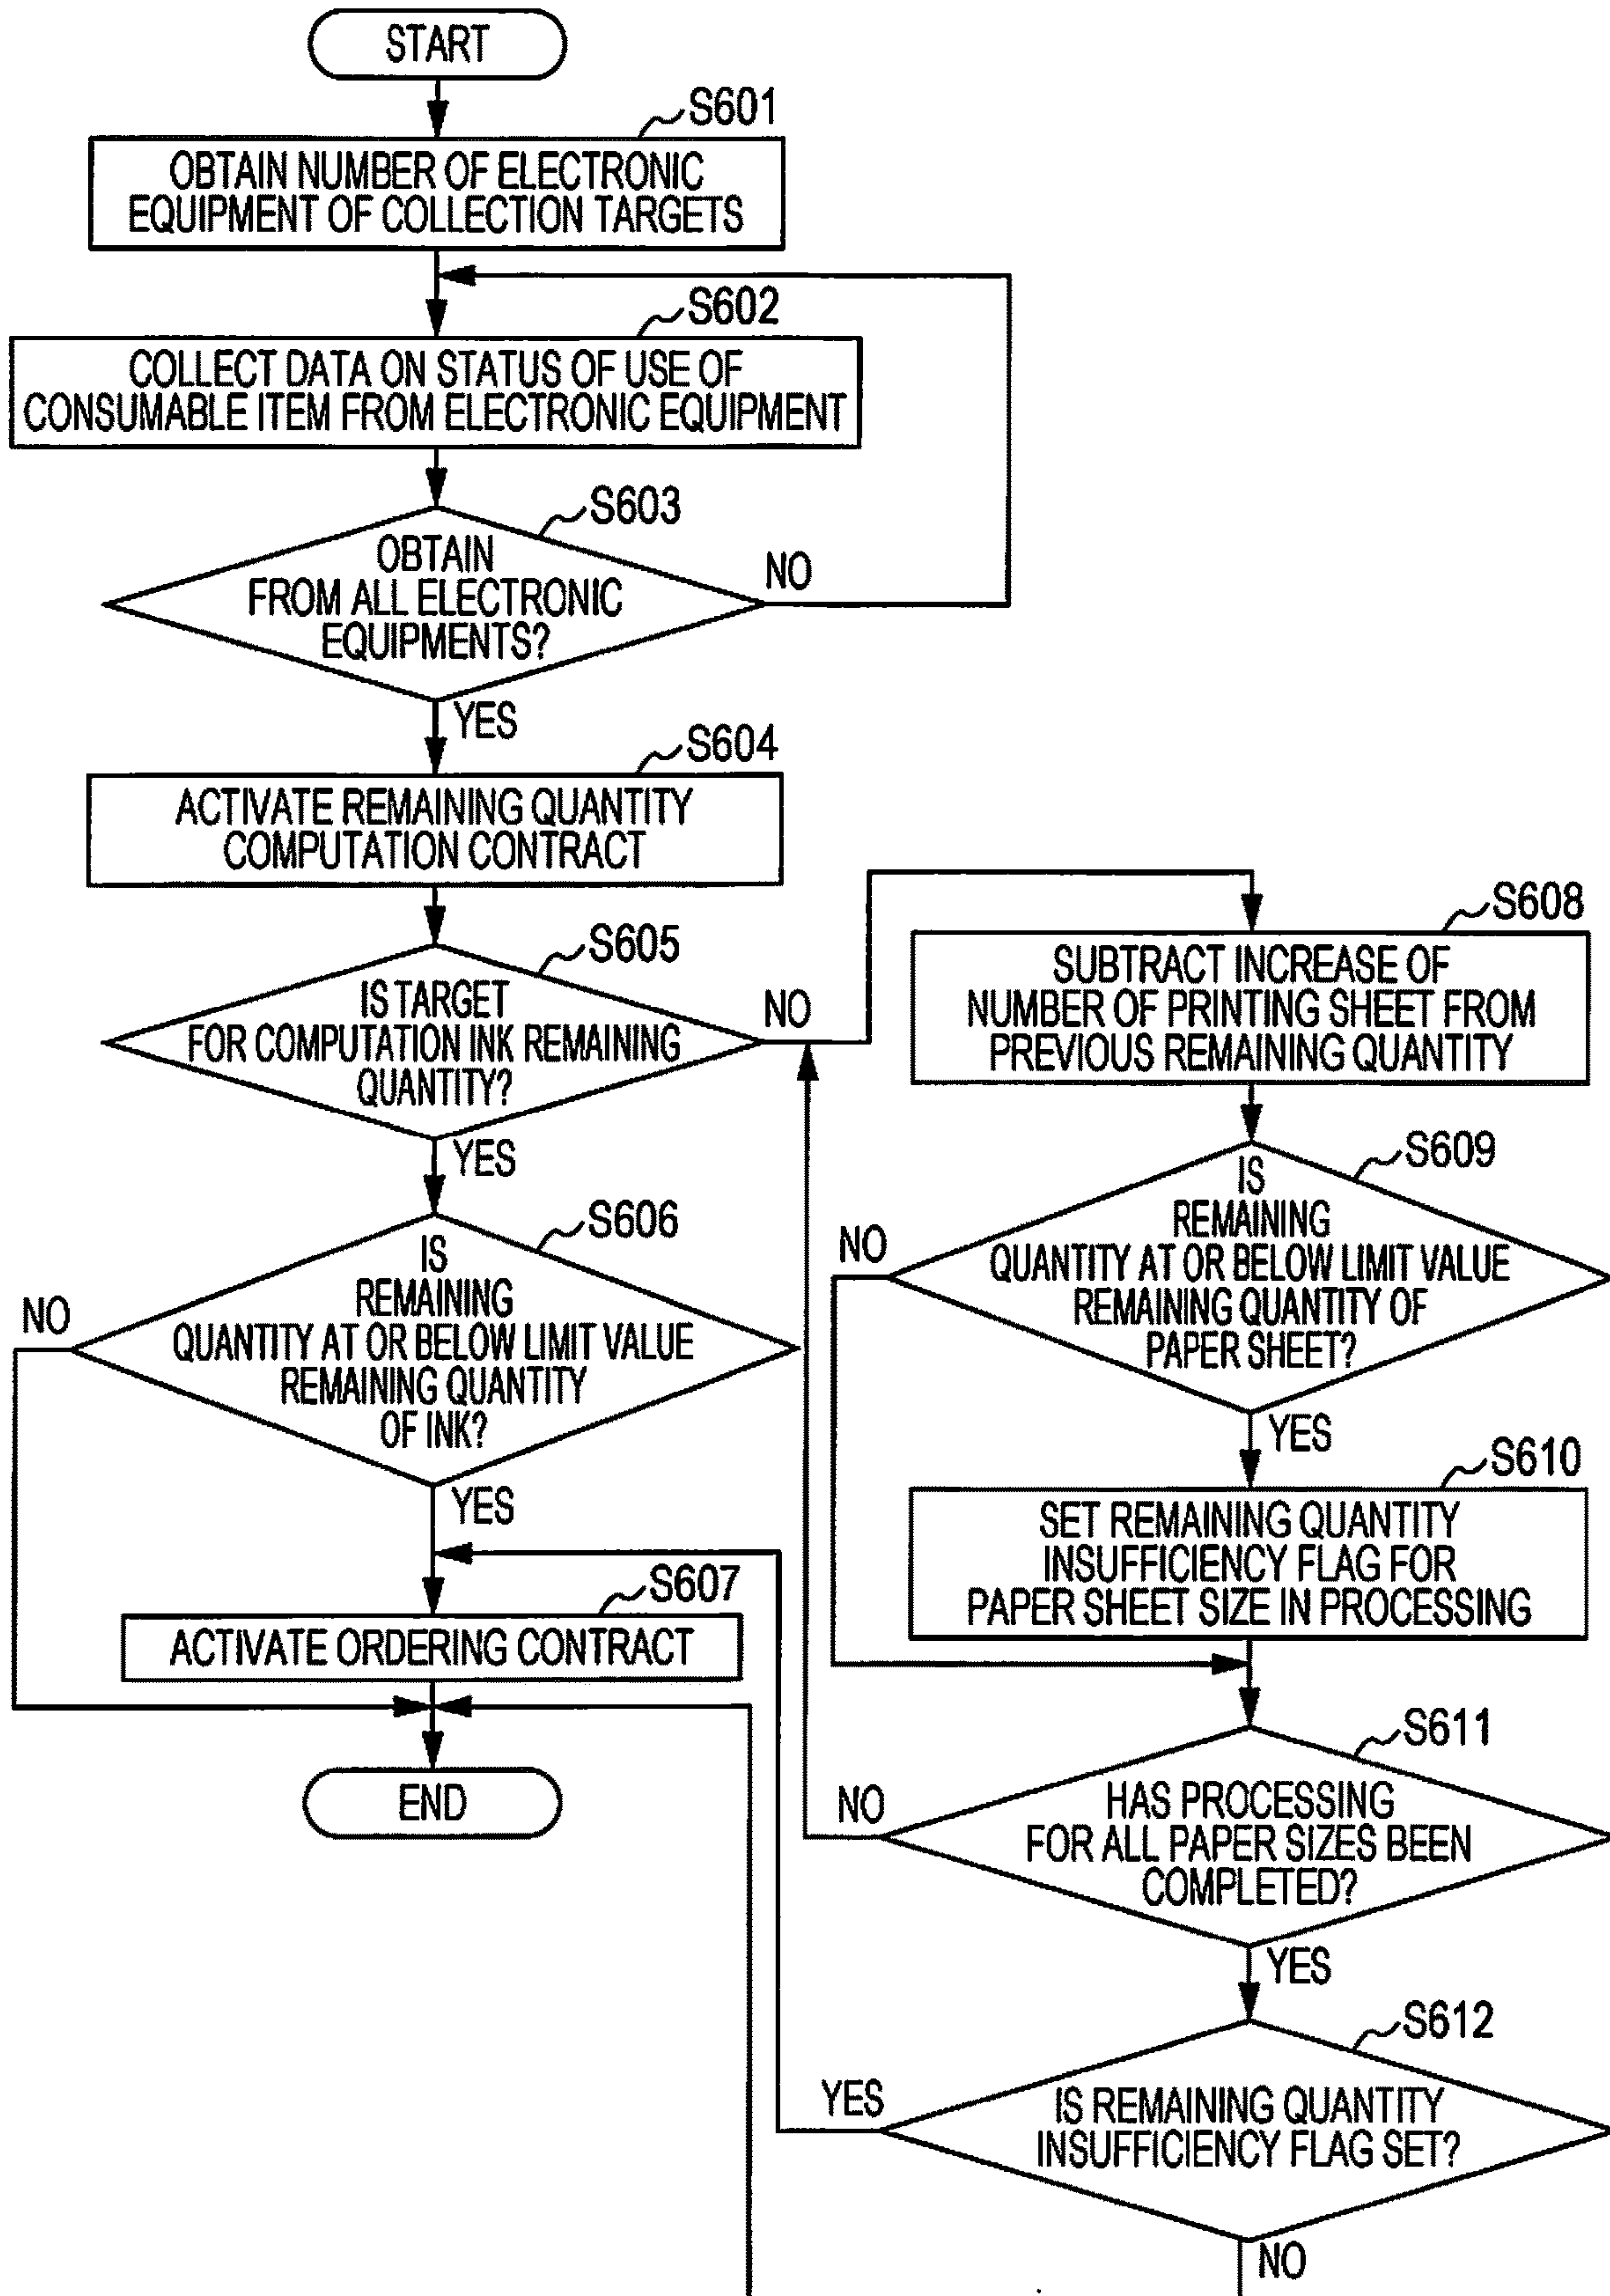 START
S601
OBTAIN NUMBER OF ELECTRONIC
EQUIPMENT OF COLLECTION TARGETS
S602
COLLECT DATA ON STATUS OF USE OF
CONSUMABLE ITEM FROM ELECTRONIC EQUIPMENT
S603
OBTAIN
FROM ALL ELECTRONIC
EQUIPMENTS?
NO
YES
S604
ACTIVATE REMAINING QUANTITY
COMPUTATION CONTRACT
S605
IS TARGET
FOR COMPUTATION INK REMAINING
QUANTITY?
NO
YES
S606
IS
REMAINING
QUANTITY AT OR BELOW LIMIT VALUE
REMAINING QUANTITY
OF INK?
NO
YES
S607
ACTIVATE ORDERING CONTRACT
END
S608
SUBTRACT INCREASE OF
NUMBER OF PRINTING SHEET FROM
PREVIOUS REMAINING QUANTITY
S609
IS
REMAINING
QUANTITY AT OR BELOW LIMIT VALUE
REMAINING QUANTITY OF
PAPER SHEET?
NO
YES
S610
SET REMAINING QUANTITY
INSUFFICIENCY FLAG FOR
PAPER SHEET SIZE IN PROCESSING
S611
HAS PROCESSING
FOR ALL PAPER SIZES BEEN
COMPLETED?
NO
YES
S612
IS REMAINING QUANTITY
INSUFFICIENCY FLAG SET?
YES
NO